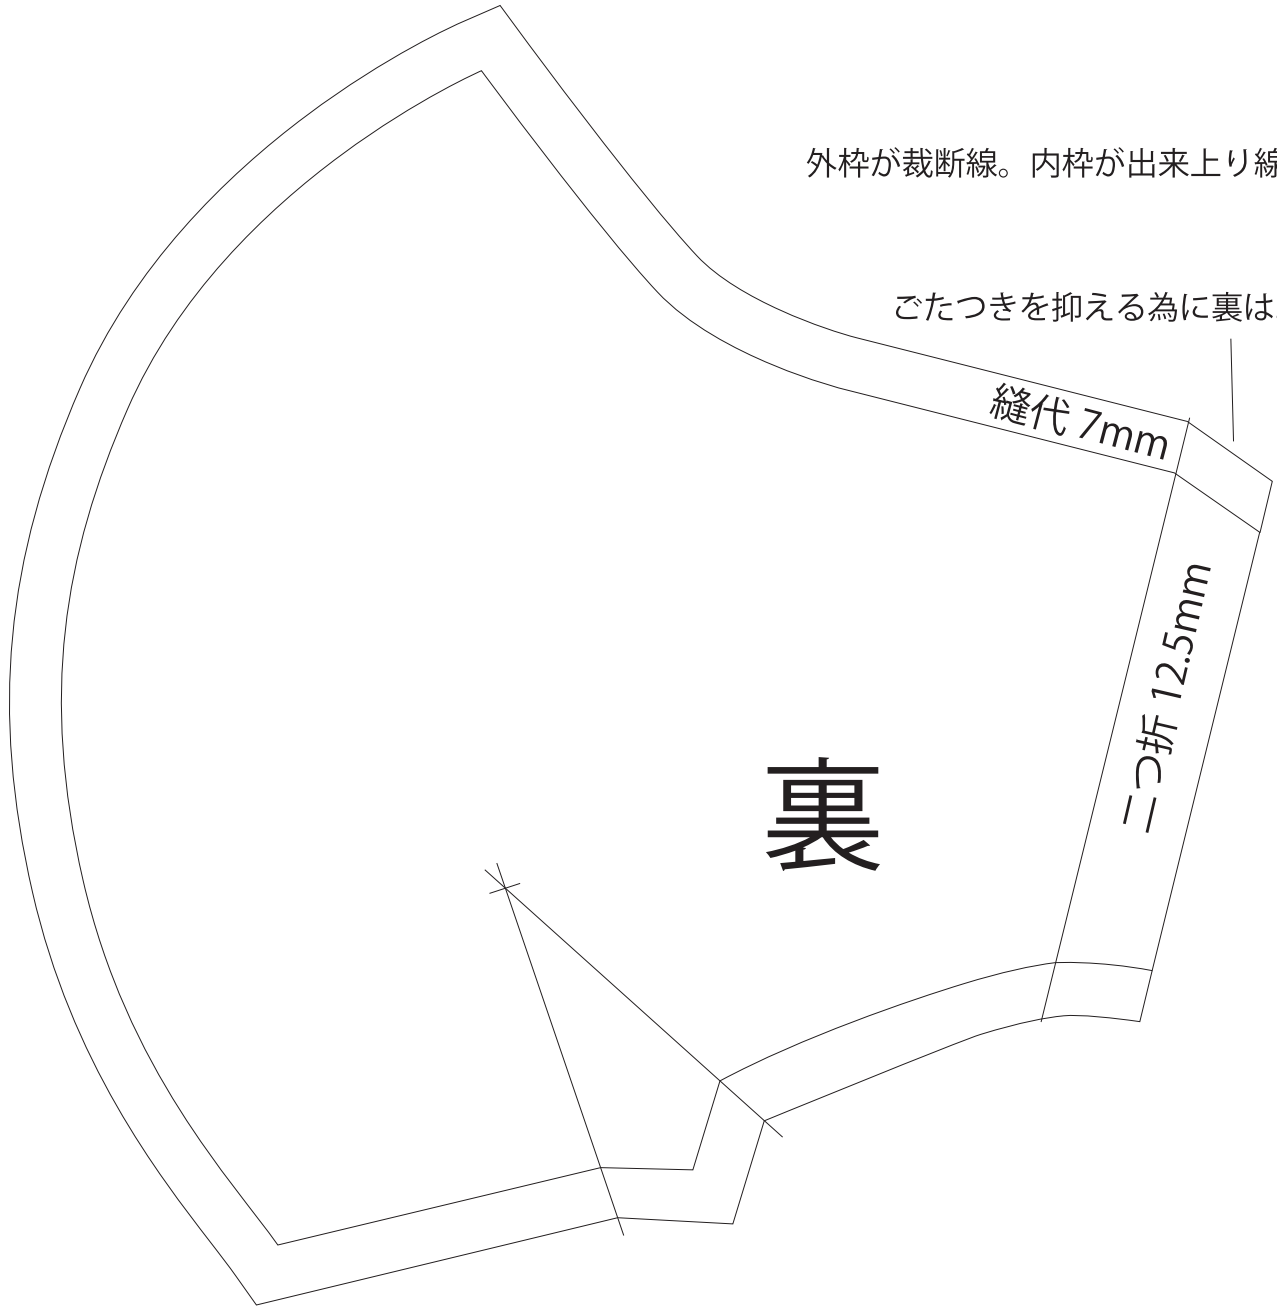 外枠が裁断線。内枠が出来上り線
ごたつきを抑える為に裏は
縫代 7mm
二つ折 12.5mm
裏